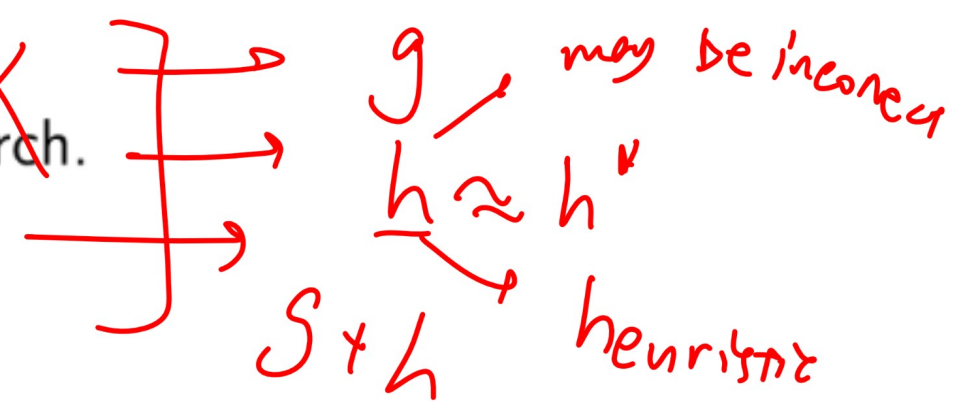 g may be incorrect
rch.
h ≈ h*
g + h heuristic